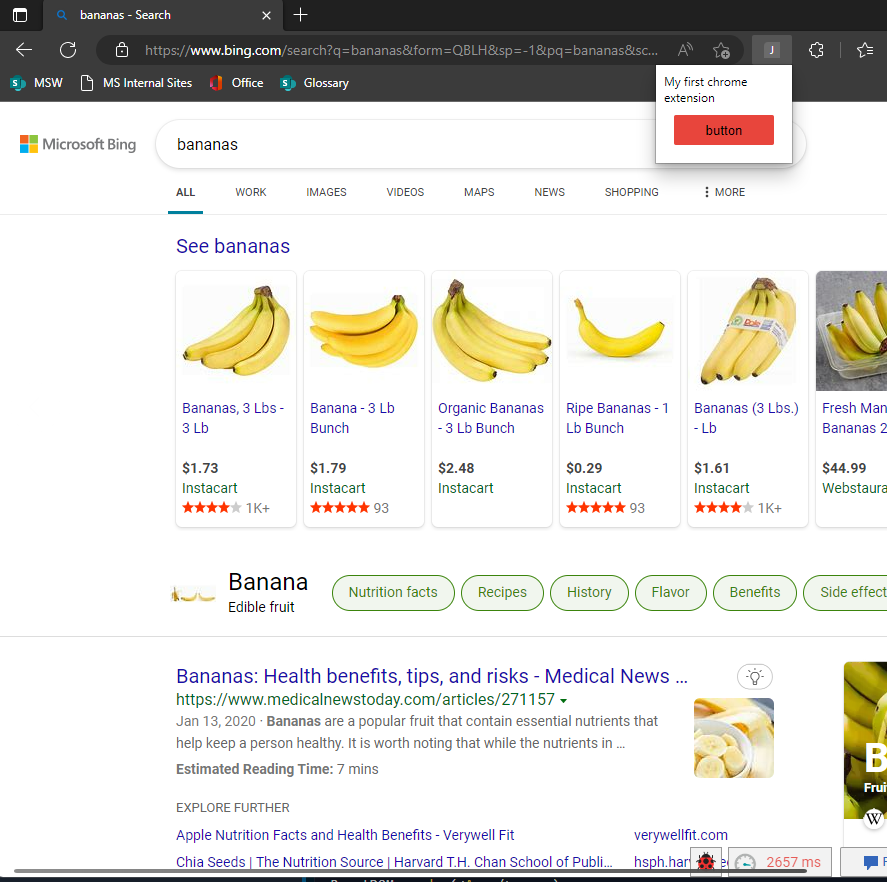 bananas - Search
https://www.bing.com/search?q=bananas&form=QBLH&sp=-1&pq=bananas&sc...
J
MSW
MS Internal Sites
Office
Glossary
My first chrome
extension
button
Microsoft Bing
bananas
ALL
WORK
IMAGES
VIDEOS
MAPS
NEWS
SHOPPING
MORE
See bananas
Bananas, 3 Lbs -
3 Lb
$1.73
Instacart
1K+
Banana - 3 Lb
Bunch
$1.79
Instacart
93
Organic Bananas
- 3 Lb Bunch
$2.48
Instacart
Ripe Bananas - 1
Lb Bunch
$0.29
Instacart
93
Dole
Bananas (3 Lbs.)
- Lb
$1.61
Instacart
1K+
Fresh Man
Bananas 2
$44.99
Webstaura
Banana
Edible fruit
Nutrition facts
Recipes
History
Flavor
Benefits
Side effect
Bananas: Health benefits, tips, and risks - Medical News ...
https://www.medicalnewstoday.com/articles/271157
Jan 13, 2020 · Bananas are a popular fruit that contain essential nutrients that
help keep a person healthy. It is worth noting that while the nutrients in ...
Estimated Reading Time: 7 mins
B
Frui
W
EXPLORE FURTHER
Apple Nutrition Facts and Health Benefits - Verywell Fit
verywellfit.com
Chia Seeds | The Nutrition Source | Harvard T.H. Chan School of Publi...
hsph.har
2657 ms
F